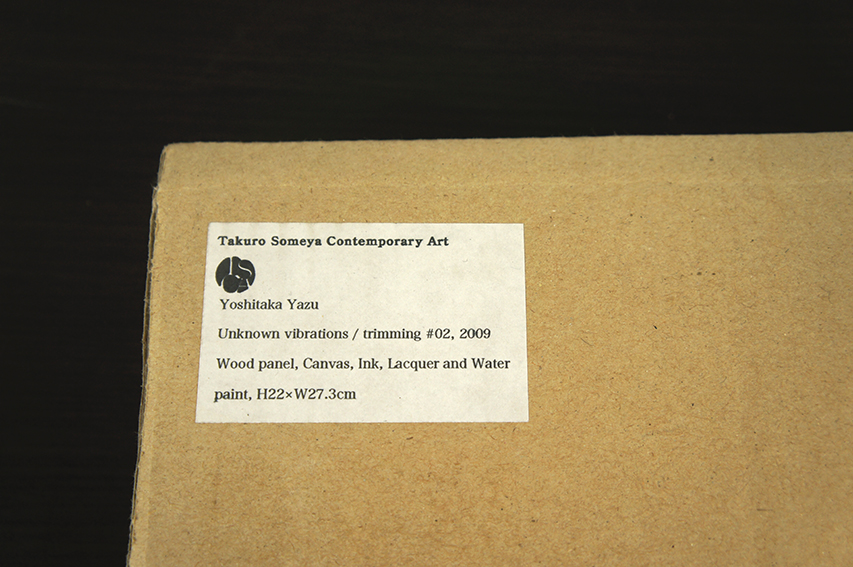 Takuro Someya Contemporary Art
TSCA
Yoshitaka Yazu
Unknown vibrations / trimming #02, 2009
Wood panel, Canvas, Ink, Lacquer and Water
paint, H22×W27.3cm